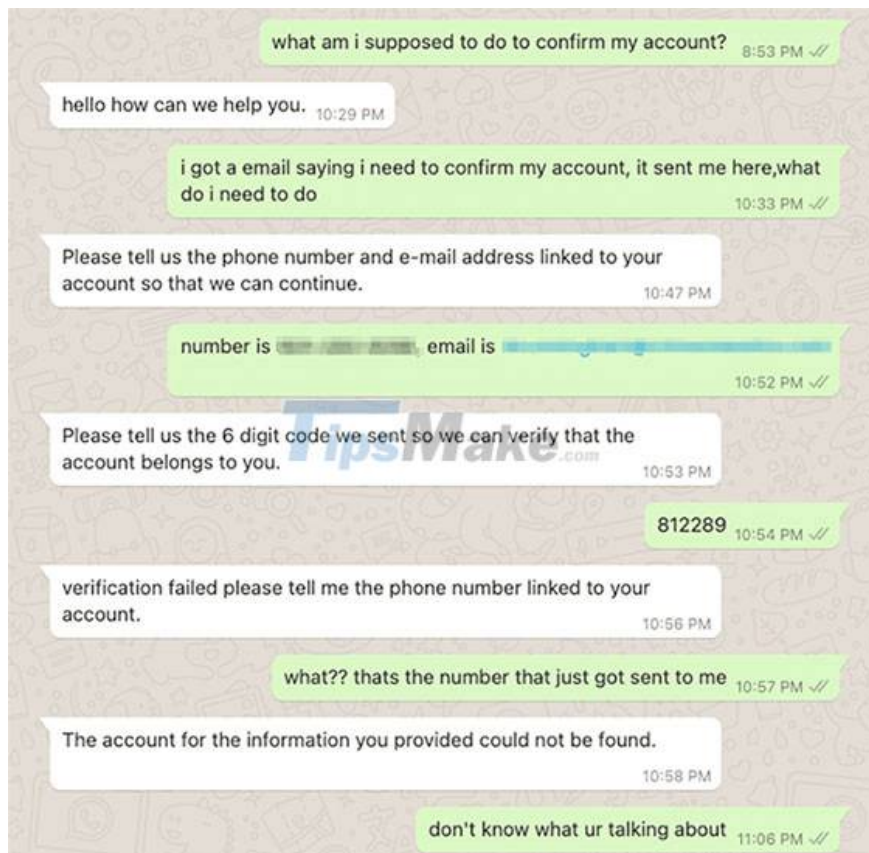 what am i supposed to do to confirm my account? 8:53 PM
hello how can we help you. 10:29 PM
i got a email saying i need to confirm my account, it sent me here,what
do i need to do
10:33 PM
Please tell us the phone number and e-mail address linked to your
account so that we can continue.
10:47 PM
number is , email is
10:52 PM
Please tell us the 6 digit code we sent so we can verify that the
account belongs to you.
10:53 PM
TipsMake.com
812289 10:54 PM
verification failed please tell me the phone number linked to your
account.
10:56 PM
what?? thats the number that just got sent to me 10:57 PM
The account for the information you provided could not be found.
10:58 PM
don't know what ur talking about 11:06 PM